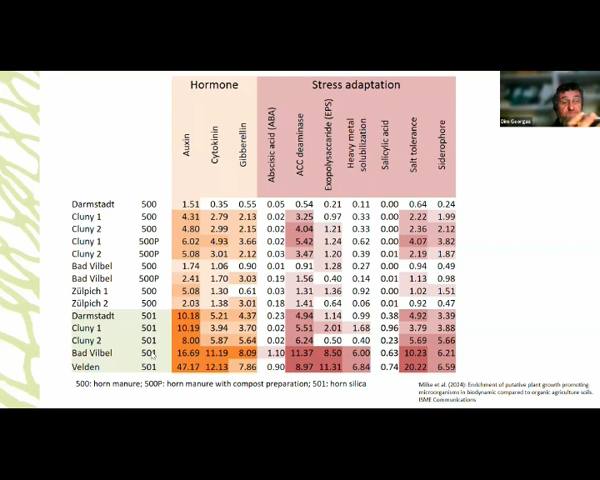 Hormone Stress adaptation
Auxin Cytokinin Gibberellin Abscisic acid (ABA) ACC deaminase Exopolysaccaride (EPS) Heavy metal solubilization Salicylic acid Salt tolerance Siderophore
Darmstadt 500 1.51 0.35 0.55 0.05 0.54 0.21 0.11 0.00 0.64 0.24
Cluny 1 500 4.31 2.79 2.13 0.02 3.25 0.97 0.33 0.00 2.22 1.99
Cluny 2 500 4.80 2.99 2.15 0.02 4.04 1.21 0.33 0.00 2.36 2.12
Cluny 1 500P 6.02 4.93 3.66 0.02 5.42 1.24 0.62 0.00 4.07 3.82
Cluny 2 500P 5.08 3.01 2.12 0.03 3.47 1.20 0.39 0.00 2.19 1.87
Bad Vilbel 500 1.74 1.06 0.90 0.01 0.91 1.28 0.27 0.00 0.94 0.49
Bad Vilbel 500P 2.41 1.70 3.03 0.19 1.56 0.40 0.14 0.01 1.13 0.98
Zülpich 1 500 5.08 1.30 0.61 0.03 1.31 1.36 0.92 0.00 1.02 1.51
Zülpich 2 500 2.03 1.38 3.01 0.18 1.41 0.64 0.06 0.01 0.92 0.47
Darmstadt 501 10.18 5.21 4.37 0.23 4.94 1.14 0.99 0.38 4.92 3.39
Cluny 1 501 10.19 3.94 3.70 0.02 5.51 2.01 1.68 0.96 3.79 3.88
Cluny 2 501 8.00 5.87 5.64 0.02 6.24 0.50 0.40 0.23 5.69 5.66
Bad Vilbel 501 16.69 11.19 8.09 1.10 11.37 8.50 6.00 0.63 10.23 6.21
Velden 501 47.17 12.13 7.86 0.90 8.97 11.31 6.84 0.74 20.22 6.59
500: horn manure; 500P: horn manure with compost preparation; 501: horn silica
Milke et al. (2024): Enrichment of putative plant growth promoting
microorganisms in biodynamic compared to organic agriculture soils.
ISME Communications
Georgas